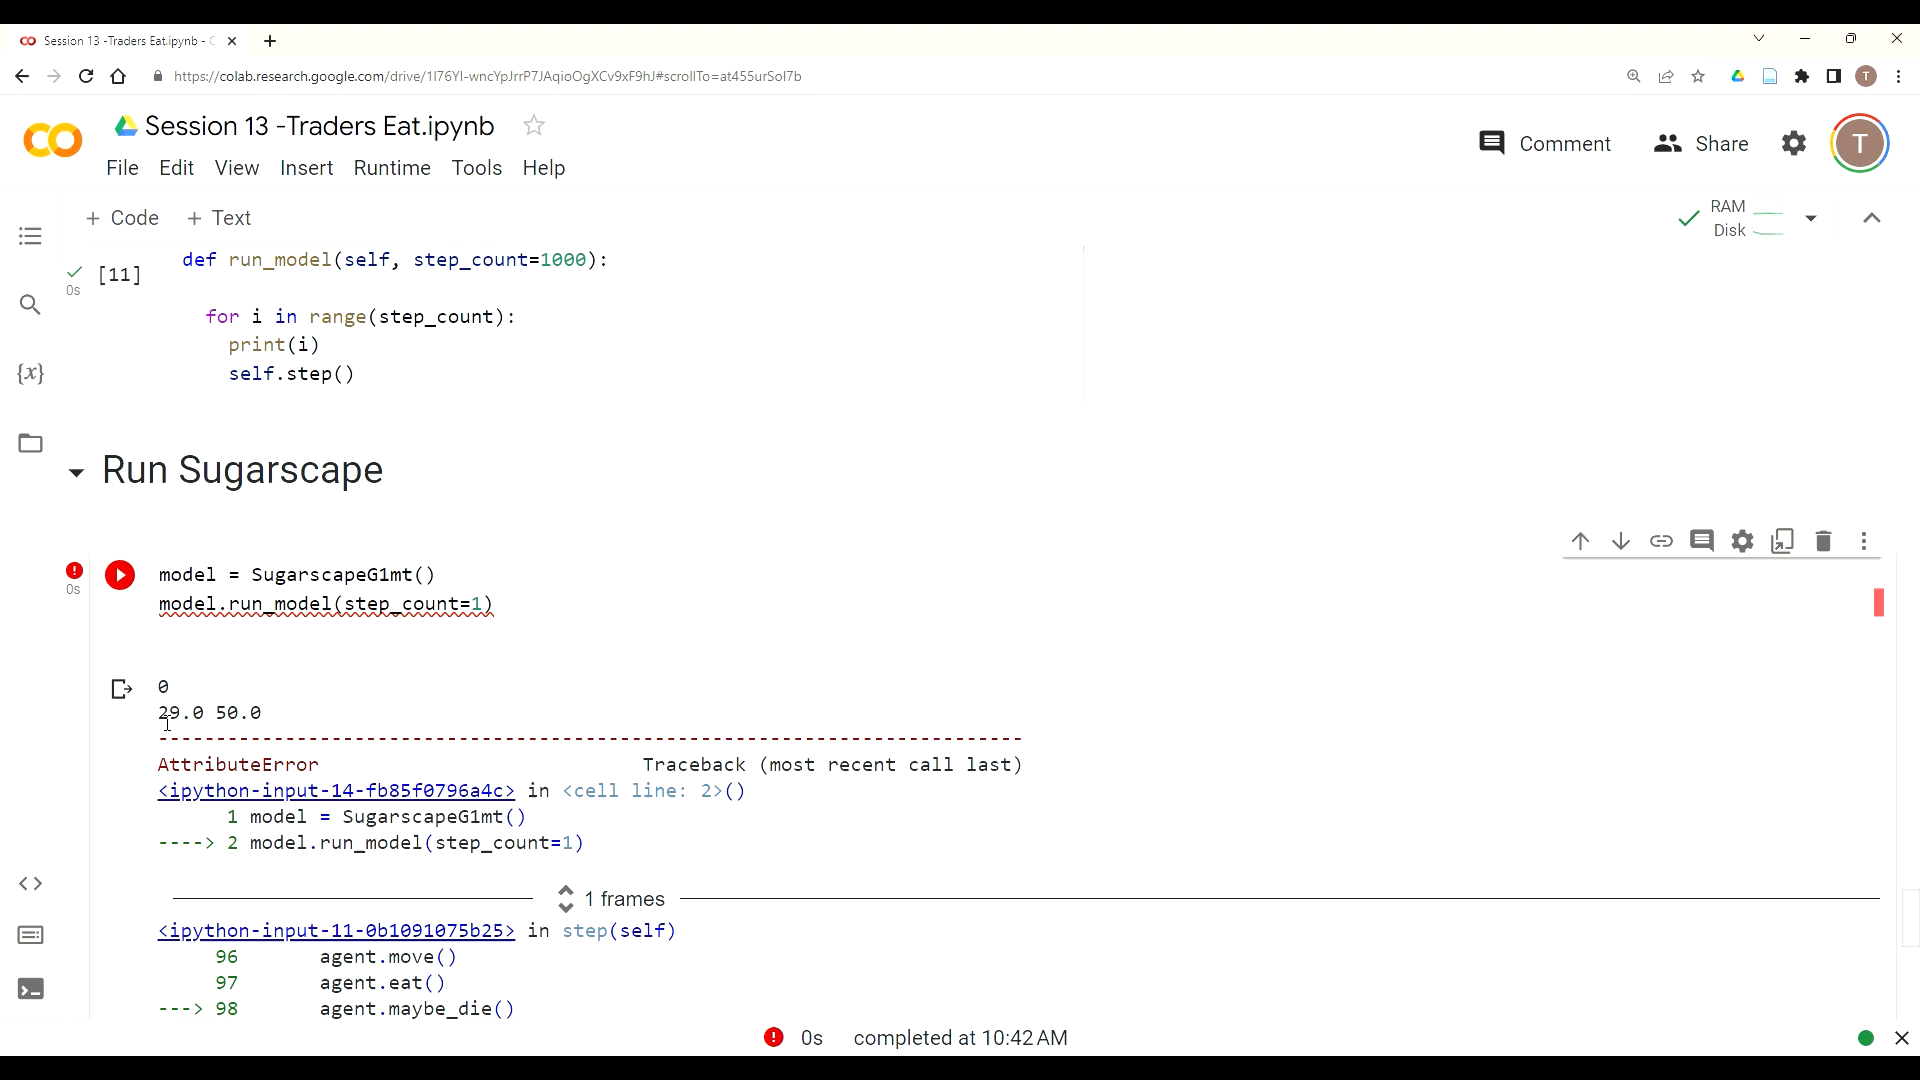 Session 13 -Traders Eat.ipynb - C
https://colab.research.google.com/drive/1I76YI-wncYpJrrP7JAqioOgXCv9xF9hJ#scrollTo=at455urSol7b
T
Session 13 -Traders Eat.ipynb
Comment
Share
T
File Edit View Insert Runtime Tools Help
+ Code + Text
RAM
Disk
[11]
0s
def run_model(self, step_count=1000):
for i in range(step_count):
print(i)
self.step()
{x}
Run Sugarscape
0s
model = SugarscapeG1mt()
model.run_model(step_count=1)
0
29.0 50.0
---------------------------------------------------------------------------
AttributeError Traceback (most recent call last)
<ipython-input-14-fb85f0796a4c> in <cell line: 2>()
1 model = SugarscapeG1mt()
----> 2 model.run_model(step_count=1)
1 frames
<ipython-input-11-0b1091075b25> in step(self)
96 agent.move()
97 agent.eat()
---> 98 agent.maybe_die()
0s completed at 10:42 AM